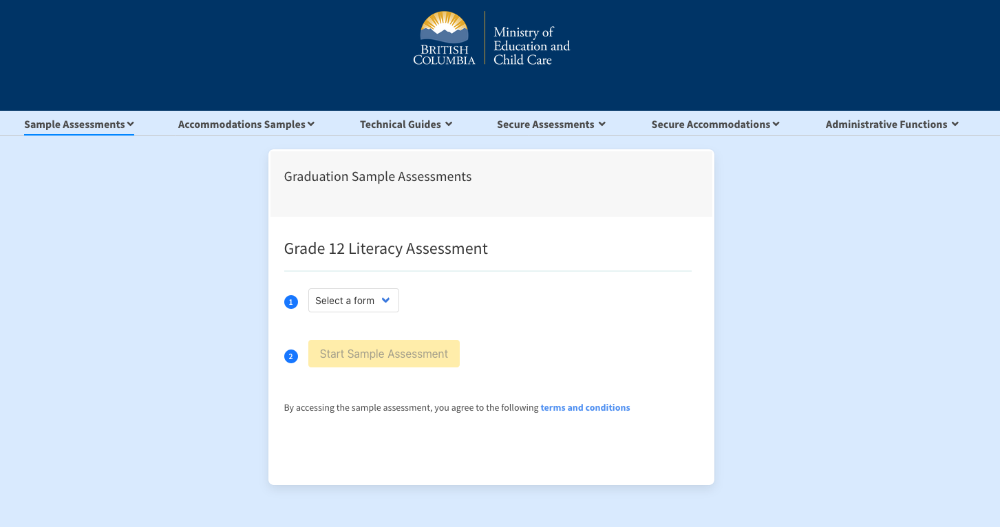 BRITISH
COLUMBIA
Ministry of
Education and
Child Care
Sample Assessments Accommodations Samples Technical Guides Secure Assessments Secure Accommodations Administrative Functions
Graduation Sample Assessments
Grade 12 Literacy Assessment
1 Select a form
2 Start Sample Assessment
By accessing the sample assessment, you agree to the following terms and conditions